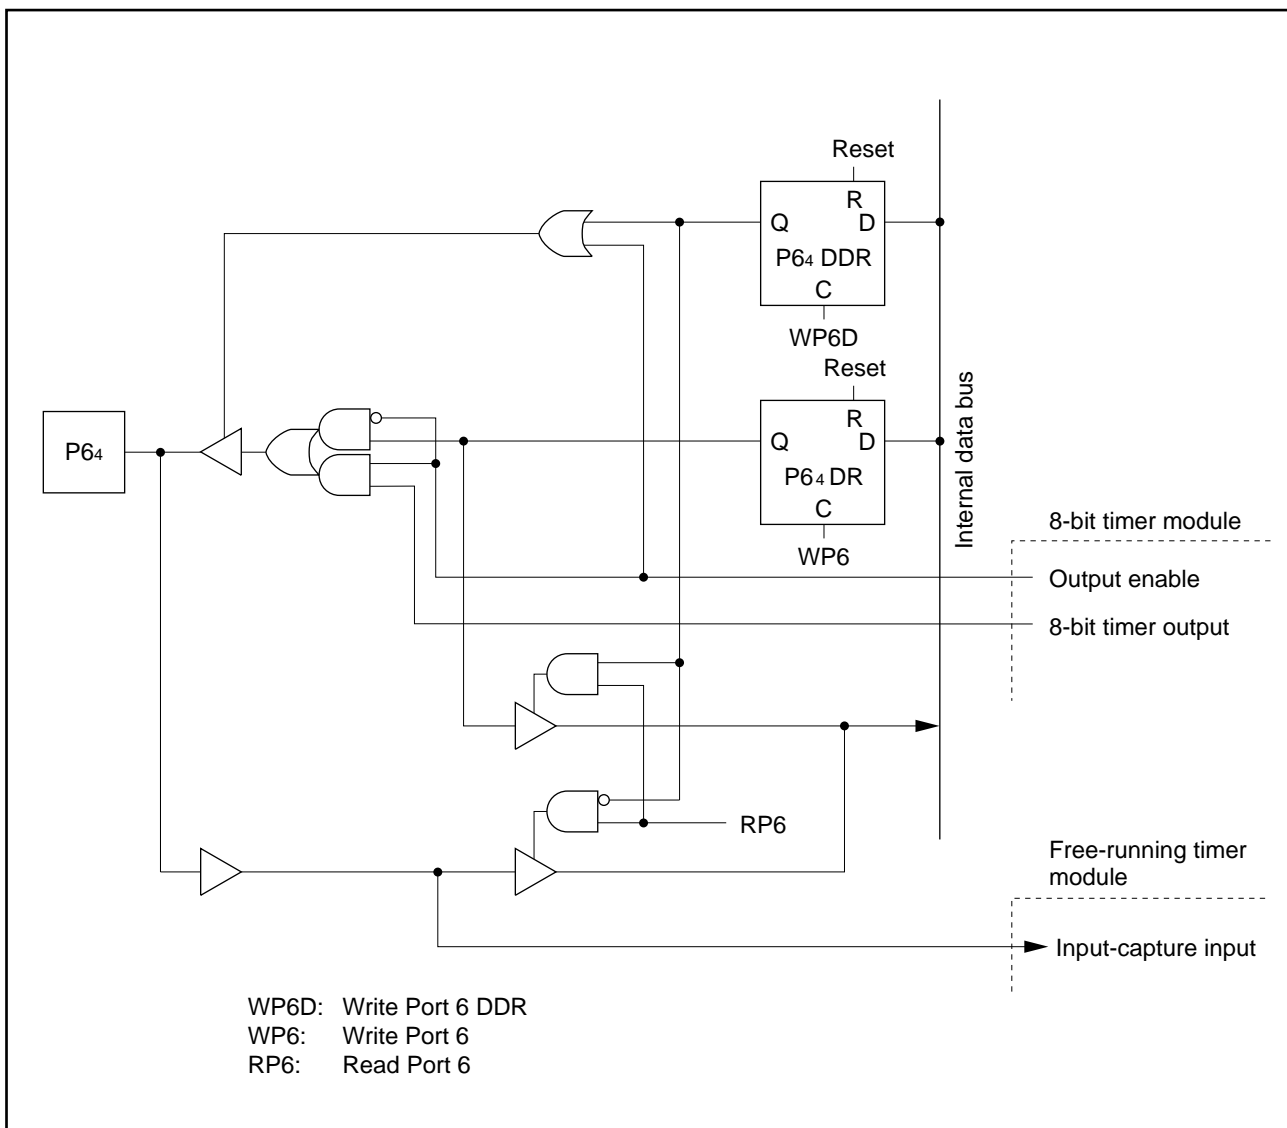 Reset
R
Q D
P64 DDR
C
WP6D
Reset
R
Q D
P64 DR
C
WP6
P64
Internal data bus
8-bit timer module
Output enable
8-bit timer output
RP6
Free-running timer
module
Input-capture input
WP6D: Write Port 6 DDR
WP6: Write Port 6
RP6: Read Port 6